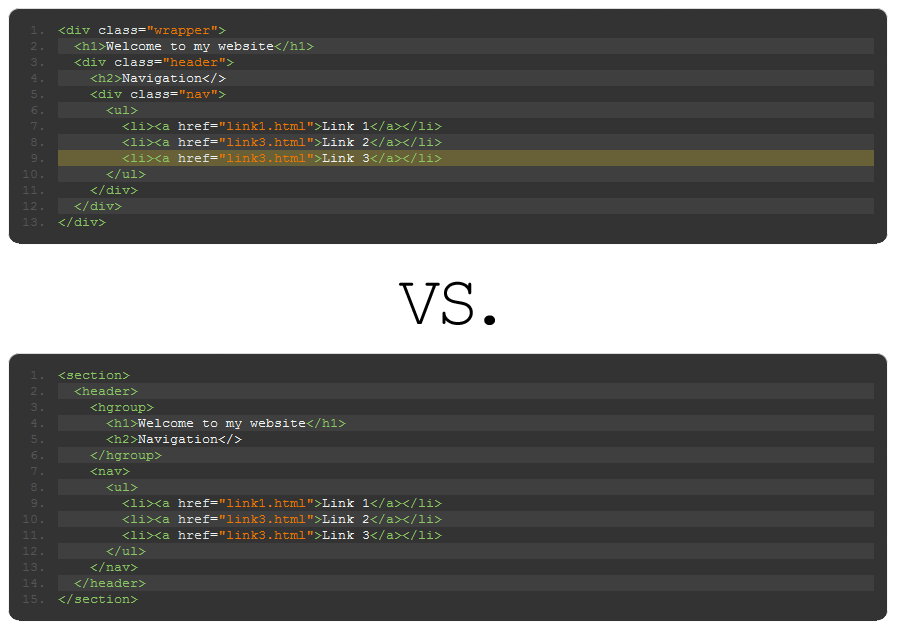 1. <div class="wrapper">
2. <h1>Welcome to my website</h1>
3. <div class="header">
4. <h2>Navigation</>
5. <div class="nav">
6. <ul>
7. <li><a href="link1.html">Link 1</a></li>
8. <li><a href="link3.html">Link 2</a></li>
9. <li><a href="link3.html">Link 3</a></li>
10. </ul>
11. </div>
12. </div>
13. </div>
vs.
1. <section>
2. <header>
3. <hgroup>
4. <h1>Welcome to my website</h1>
5. <h2>Navigation</>
6. </hgroup>
7. <nav>
8. <ul>
9. <li><a href="link1.html">Link 1</a></li>
10. <li><a href="link3.html">Link 2</a></li>
11. <li><a href="link3.html">Link 3</a></li>
12. </ul>
13. </nav>
14. </header>
15. </section>